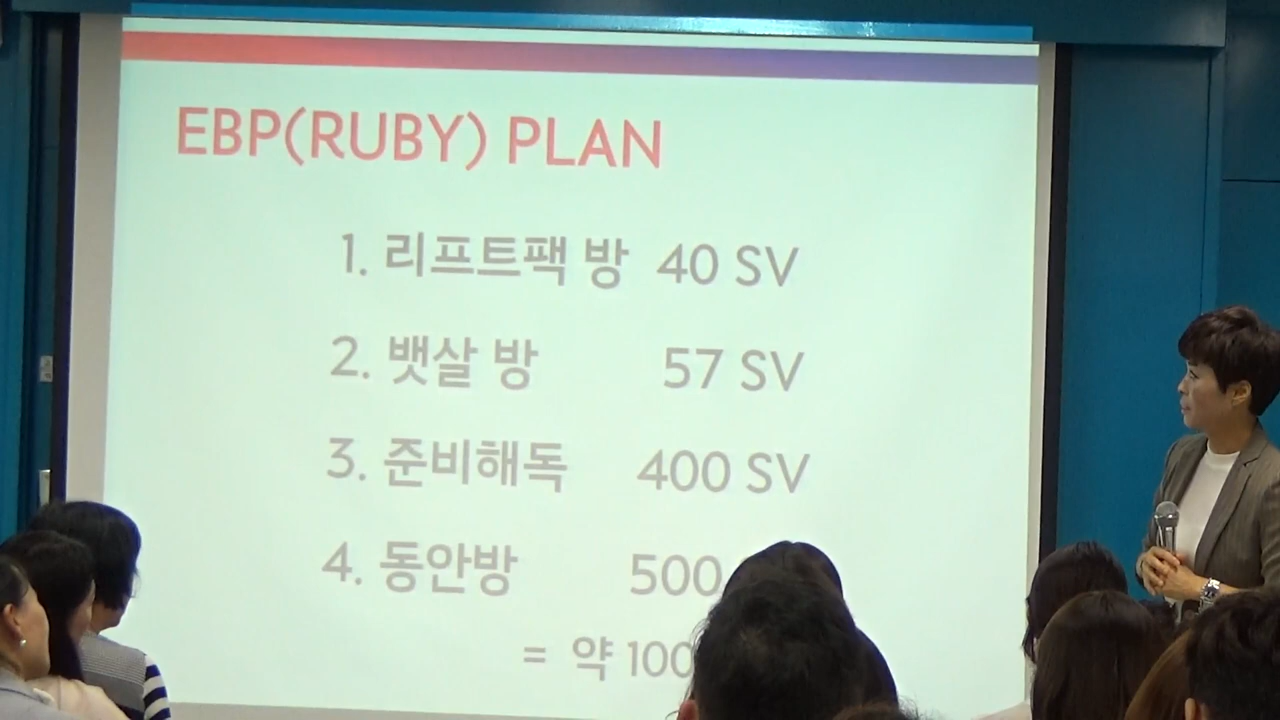 EBP(RUBY) PLAN
1. 리프트팩 방 40 SV
2. 뱃살 방 57 SV
3. 준비해독 400 SV
4. 동안방 500
= 약